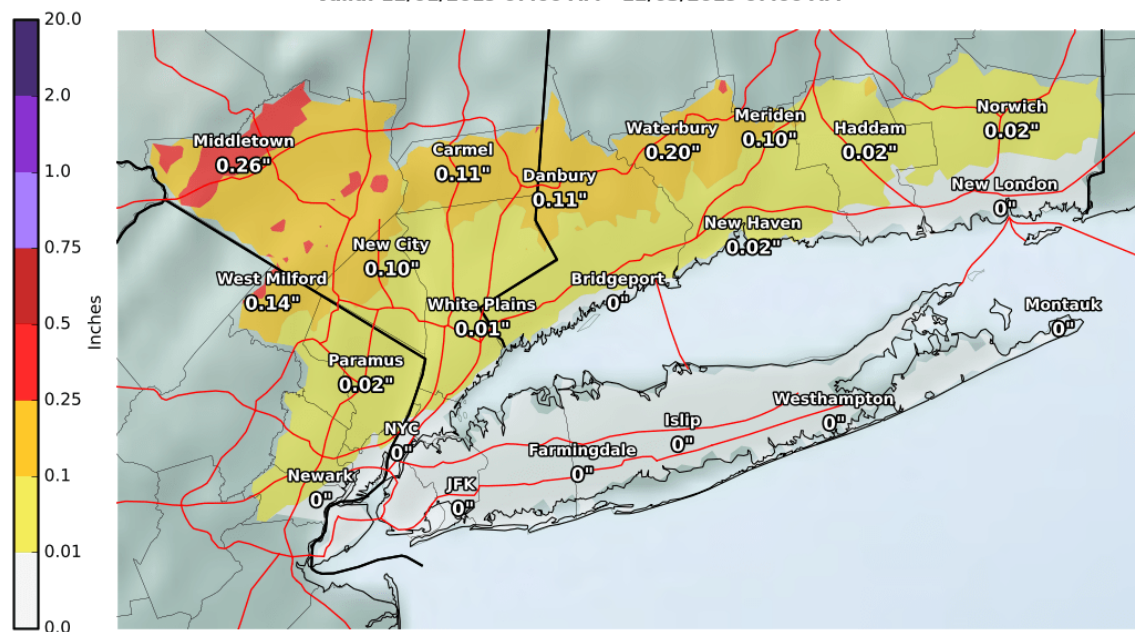 20.0
2.0
1.0
0.75
0.5
0.25
0.1
0.01
0.0
Inches
Middletown
0.26"
Carmel
0.11"
Danbury
0.11"
Waterbury
0.20"
Meriden
0.10"
Haddam
0.02"
Norwich
0.02"
New London
0"
New Haven
0.02"
New City
0.10"
West Milford
0.14"
Bridgeport
0"
White Plains
0.01"
Montauk
0"
Paramus
0.02"
Westhampton
0"
Islip
0"
NYC
0"
Farmingdale
0"
Newark
0"
JFK
0"